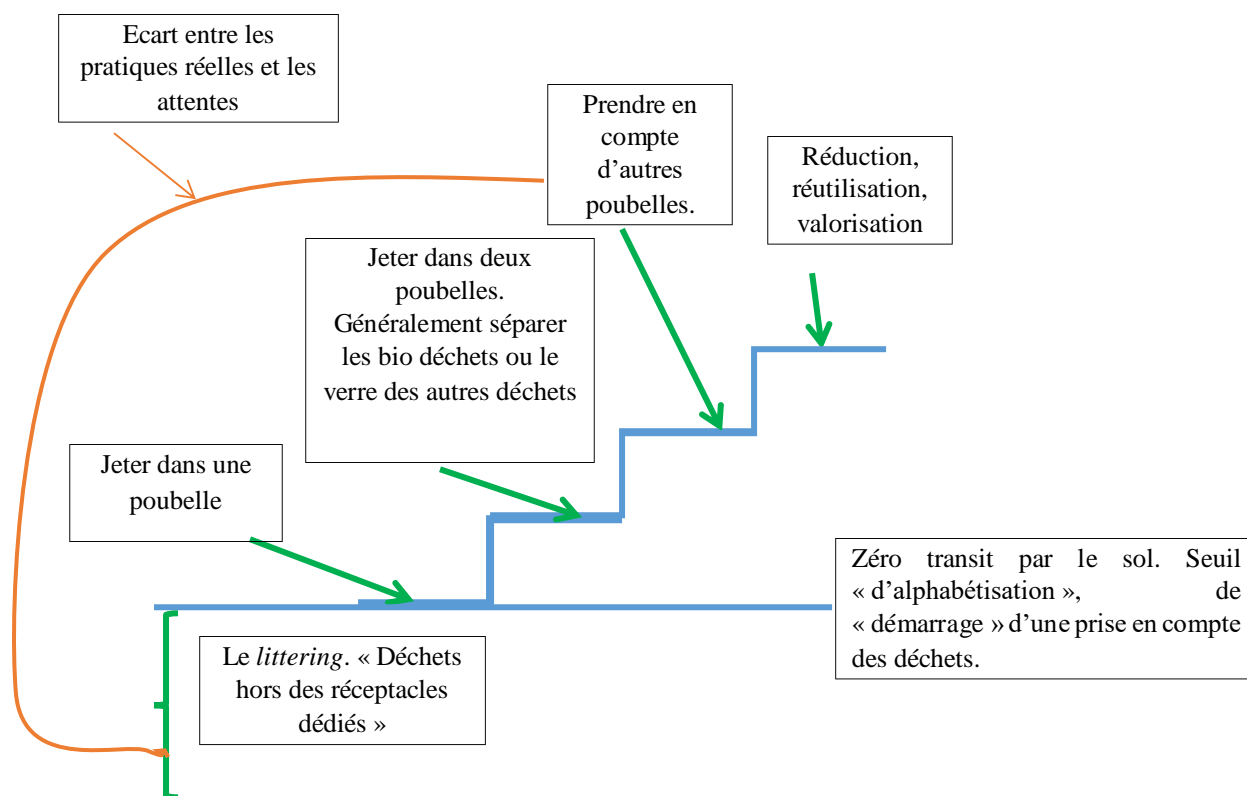 Ecart entre les
pratiques réelles et les
attentes
Prendre en
compte
d’autres
poubelles.
Réduction,
réutilisation,
valorisation
Jeter dans deux
poubelles.
Généralement séparer
les bio déchets ou le
verre des autres déchets
Jeter dans une
poubelle
Zéro transit par le sol. Seuil
« d’alphabétisation », de
« démarrage » d’une prise en compte
des déchets.
Le littering. « Déchets
hors des réceptacles
dédiés »